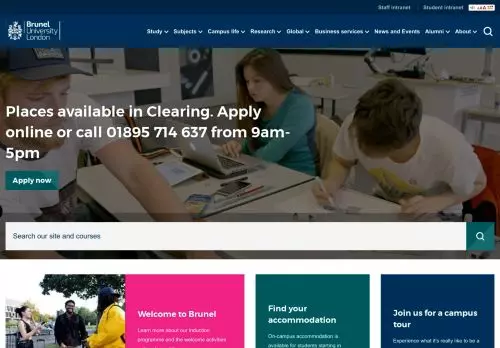 Staff intranet
Student intranet
Brunel
University
London
Study
Subjects
Campus life
Research
Global
Business services
News and Events
Alumni
About
Places available in Clearing. Apply
online or call 01895 714 637 from 9am-
5pm
Apply now
Search our site and courses
Welcome to Brunel
Learn more about our induction
programme and the welcome activities
Find your
accommodation
On-campus accommodation is
available for students starting in
Join us for a campus
tour
Experience what it's really like to be a